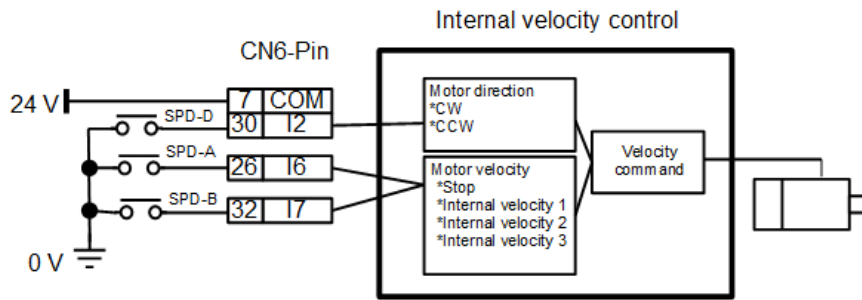 Internal velocity control
CN6-Pin
24 V
7 COM
SPD-D
30 I2
SPD-A
26 I6
SPD-B
32 I7
0 V
Motor direction
*CW
*CCW
Motor velocity
*Stop
*Internal velocity 1
*Internal velocity 2
*Internal velocity 3
Velocity
command